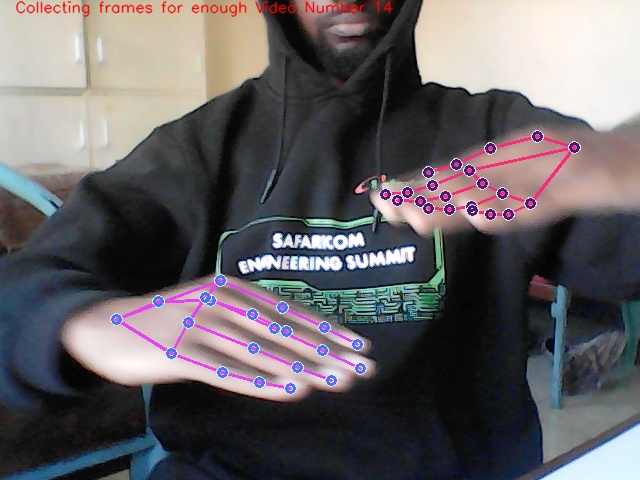 Collecting frames for enough Video Number 14
SAFARICOM
ENGINEERING SUMMIT